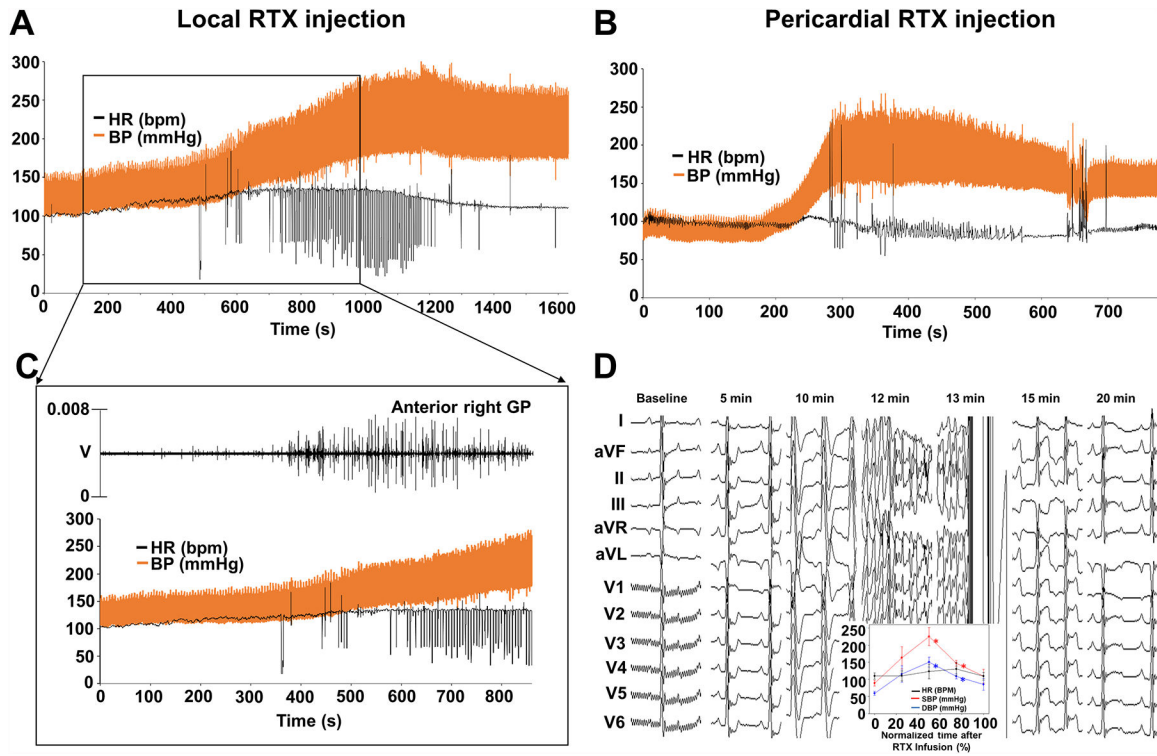 A
Local RTX injection
300
250
200
150
100
50
0
HR (bpm)
BP (mmHg)
0 200 400 600 800 1000 1200 1400 1600
Time (s)
B
Pericardial RTX injection
300
250
200
150
100
50
0
HR (bpm)
BP (mmHg)
0 100 200 300 400 500 600 700
Time (s)
C
Anterior right GP
0.008
V
0
300
250
200
150
100
50
0
HR (bpm)
BP (mmHg)
0 100 200 300 400 500 600 700 800
Time (s)
D
Baseline 5 min 10 min 12 min 13 min 15 min 20 min
I
aVF
II
III
aVR
aVL
V1
V2
V3
V4
V5
V6
250
200
150
100
50
0
HR (BPM)
SBP (mmHg)
DBP (mmHg)
* * * *
0 20 40 60 80 100
Normalized time after
RTX Infusion (%)